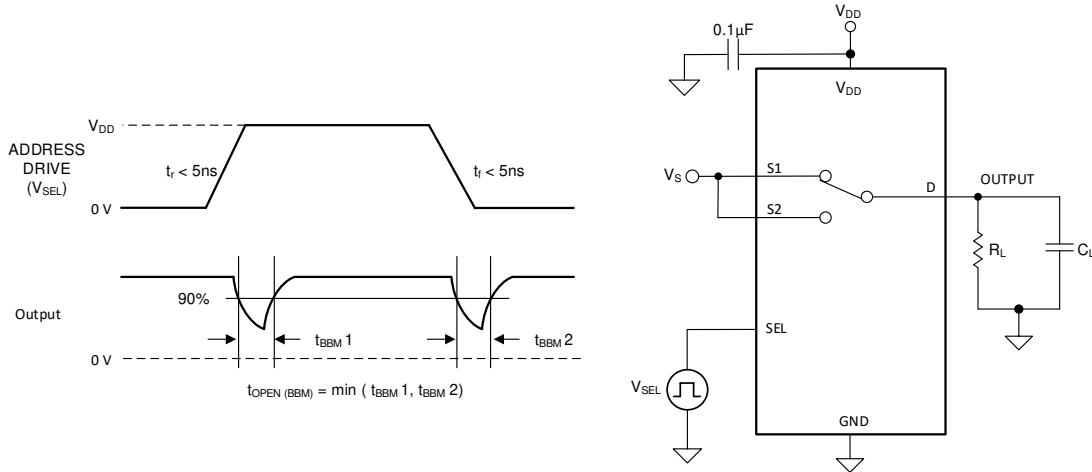 V_DD
ADDRESS
DRIVE
(V_SEL)
t_r < 5ns
t_f < 5ns
0 V
Output
90%
t_BBM 1
t_BBM 2
0 V
t_OPEN (BBM) = min ( t_BBM 1, t_BBM 2)
V_DD
0.1µF
V_DD
V_S
S1
S2
D
OUTPUT
R_L
C_L
SEL
V_SEL
GND